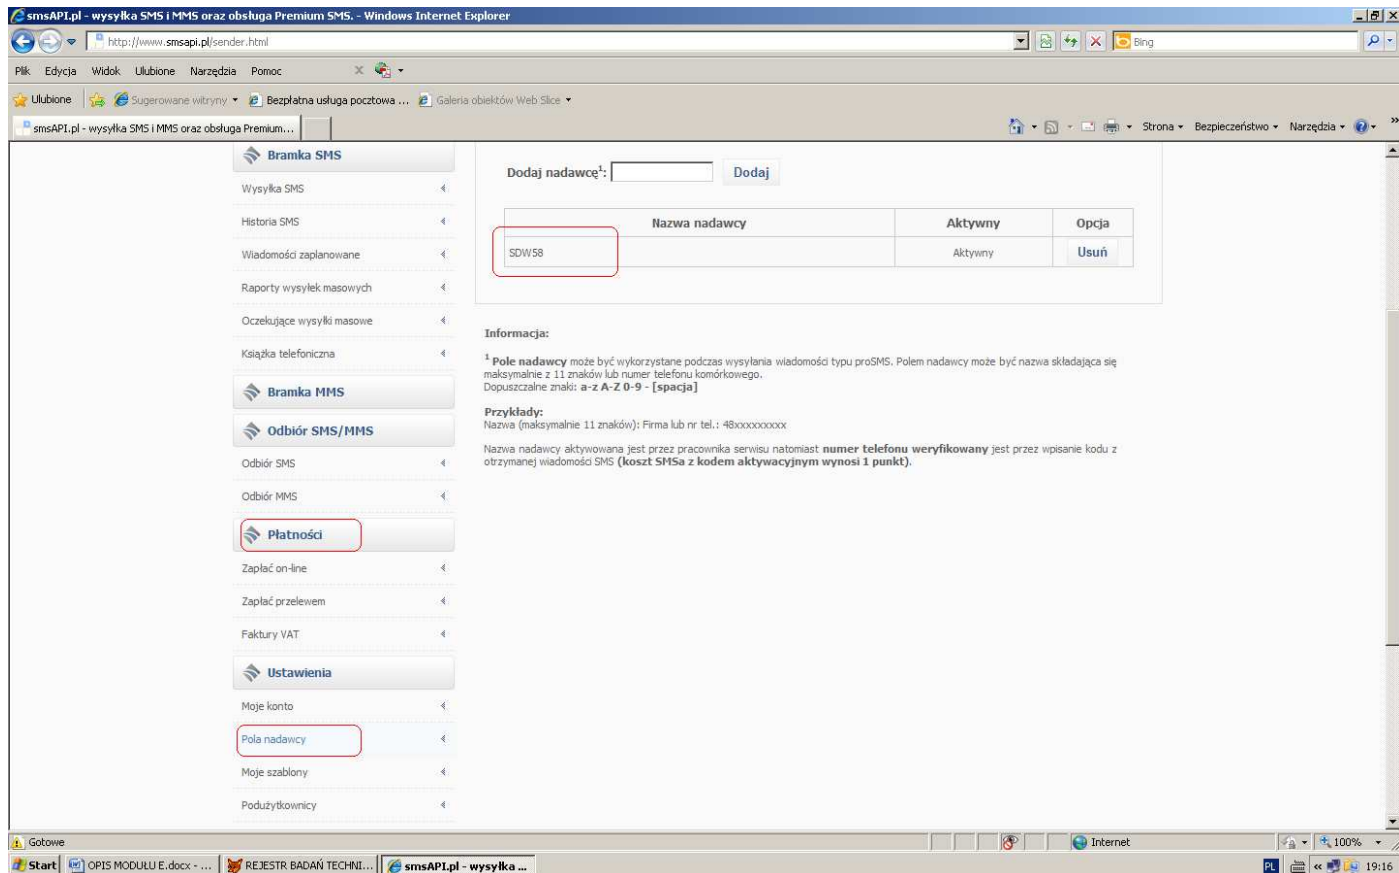 smsAPI.pl - wysyłka SMS i MMS oraz obsługa Premium SMS. - Windows Internet Explorer
http://www.smsapi.pl/sender.html
Bing
Plik Edycja Widok Ulubione Narzędzia Pomoc
Ulubione Sugerowane witryny Bezpłatna usługa pocztowa ... Galeria obiektów Web Slice
smsAPI.pl - wysyłka SMS i MMS oraz obsługa Premium...
Strona Bezpieczeństwo Narzędzia
Bramka SMS
Wysyłka SMS
Historia SMS
Wiadomości zaplanowane
Raporty wysyłek masowych
Oczekujące wysyłki masowe
Książka telefoniczna
Bramka MMS
Odbiór SMS/MMS
Odbiór SMS
Odbiór MMS
Płatności
Zapłać on-line
Zapłać przelewem
Faktury VAT
Ustawienia
Moje konto
Pola nadawcy
Moje szablony
Podużytkownicy
Dodaj nadawcę¹: Dodaj
Nazwa nadawcy Aktywny Opcja
SDW58 Aktywny Usuń
Informacja:
¹ Pole nadawcy może być wykorzystane podczas wysyłania wiadomości typu proSMS. Polem nadawcy może być nazwa składająca się
maksymalnie z 11 znaków lub numer telefonu komórkowego.
Dopuszczalne znaki: a-z A-Z 0-9 - [spacja]
Przykłady:
Nazwa (maksymalnie 11 znaków): Firma lub nr tel.: 48xxxxxxxxx
Nazwa nadawcy aktywowana jest przez pracownika serwisu natomiast numer telefonu weryfikowany jest przez wpisanie kodu z
otrzymanej wiadomości SMS (koszt SMSa z kodem aktywacyjnym wynosi 1 punkt).
Gotowe Internet 100%
Start OPIS MODUŁU E.docx - ... REJESTR BADAŃ TECHNI... smsAPI.pl - wysyłka ... PL 19:16